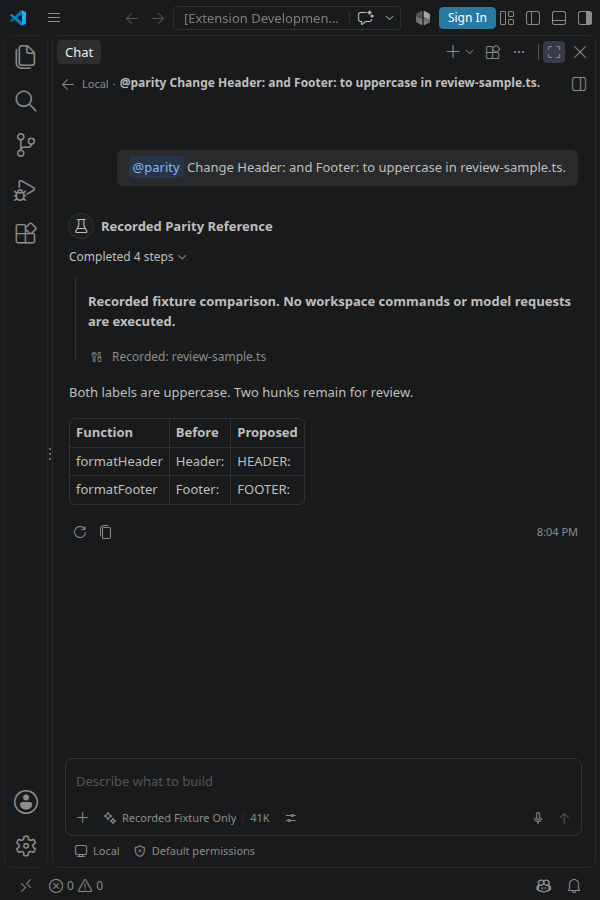 [Extension Developmen...
Sign In
Chat
Local · @parity Change Header: and Footer: to uppercase in review-sample.ts.
@parity Change Header: and Footer: to uppercase in review-sample.ts.
Recorded Parity Reference
Completed 4 steps
Recorded fixture comparison. No workspace commands or model requests
are executed.
Recorded: review-sample.ts
Both labels are uppercase. Two hunks remain for review.
Function Before Proposed
formatHeader Header: HEADER:
formatFooter Footer: FOOTER:
8:04 PM
Describe what to build
Recorded Fixture Only 41K
Local Default permissions
0 0